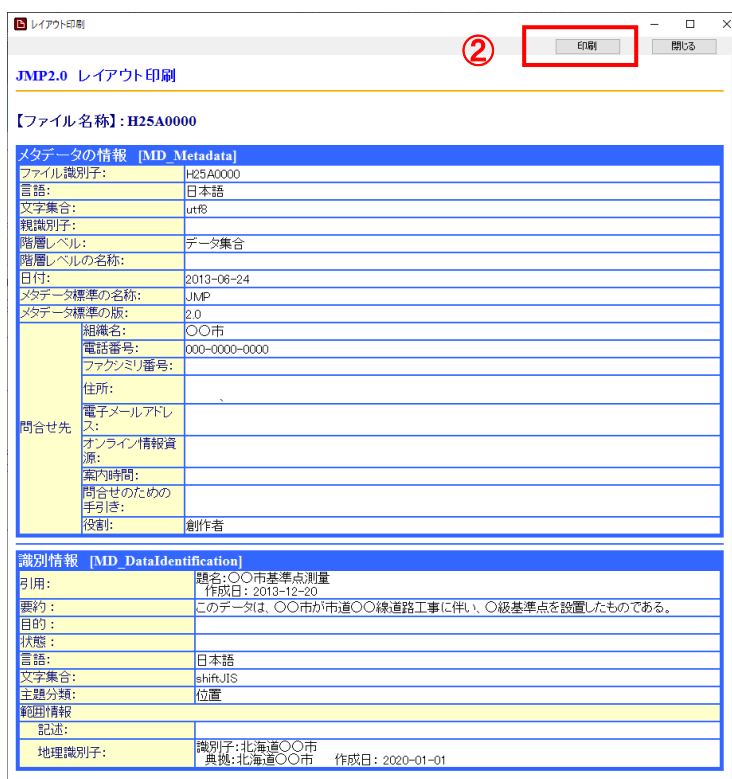 レイアウト印刷
② 印刷 閉じる
JMP2.0 レイアウト印刷
【ファイル名称】:H25A0000
メタデータの情報 [MD_Metadata]
ファイル識別子: H25A0000
言語: 日本語
文字集合: utf8
親識別子:
階層レベル: データ集合
階層レベルの名称:
日付: 2013-06-24
メタデータ標準の名称: JMP
メタデータ標準の版: 2.0
問合せ先
組織名: 〇〇市
電話番号: 000-0000-0000
ファクシミリ番号:
住所: 、
電子メールアドレ
ス:
オンライン情報資
源:
案内時間:
問合せのための
手引き:
役割: 創作者
識別情報 [MD_DataIdentification]
引用: 題名:〇〇市基準点測量
作成日: 2013-12-20
要約: このデータは、〇〇市が市道〇〇線道路工事に伴い、〇級基準点を設置したものである。
目的:
状態:
言語: 日本語
文字集合: shiftJIS
主題分類: 位置
範囲情報
記述:
地理識別子: 識別子:北海道〇〇市
典拠:北海道〇〇市 作成日: 2020-01-01